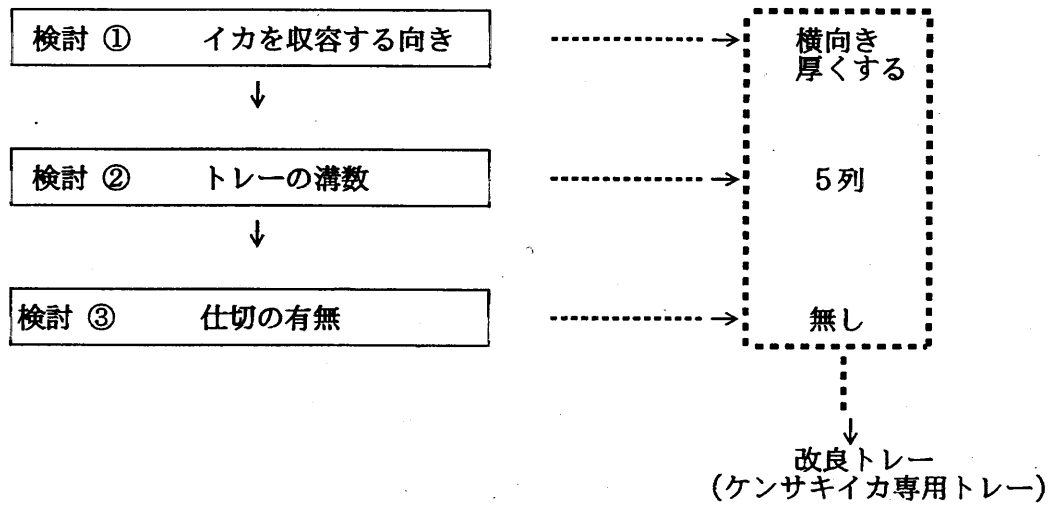 検討 ① イカを収容する向き
横向き
厚くする
検討 ② トレーの溝数
5列
検討 ③ 仕切の有無
無し
改良トレー
(ケンサキイカ専用トレー)